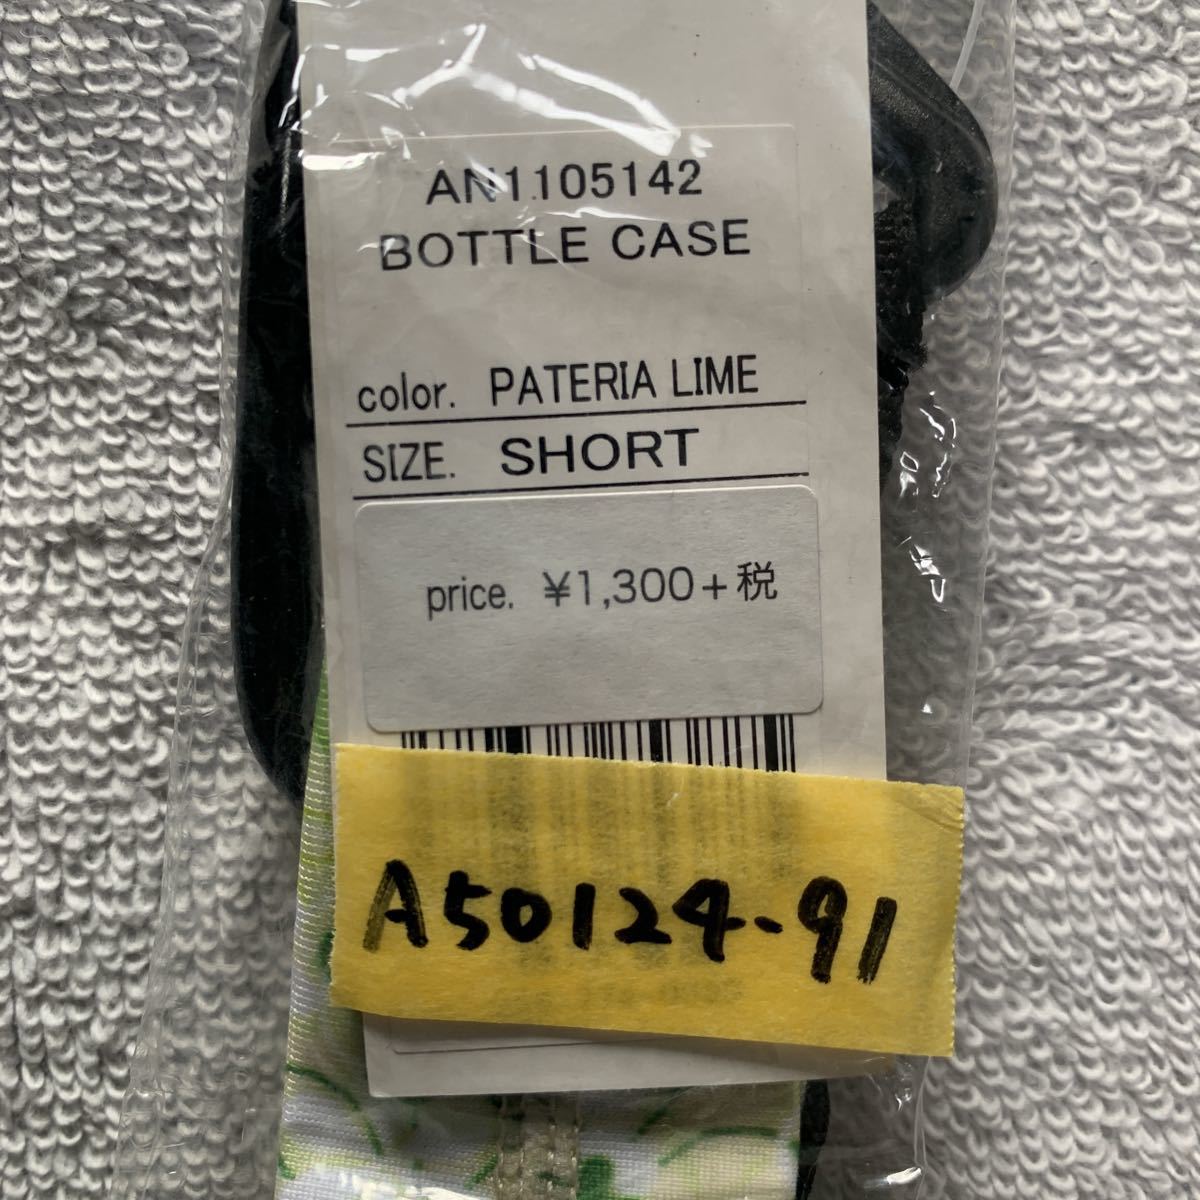 AN1105142
BOTTLE CASE
color. PATERIA LIME
SIZE. SHORT
price. ¥1,300+税
A50124-91